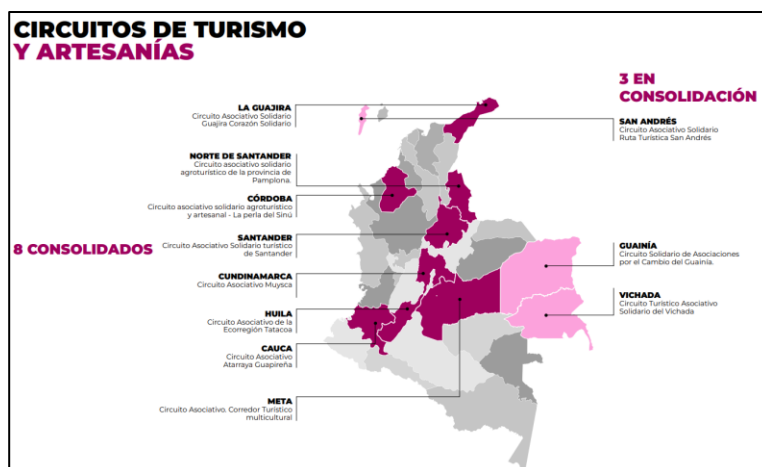 CIRCUITOS DE TURISMO
Y ARTESANÍAS
3 EN
CONSOLIDACIÓN
LA GUAJIRA
Circuito Asociativo Solidario
Guajira Corazón Solidario
SAN ANDRÉS
Circuito Asociativo Solidario
Ruta Turística San Andrés
NORTE DE SANTANDER
Circuito asociativo solidario
agroturístico de la provincia de
Pamplona.
CÓRDOBA
Circuito asociativo solidario agroturístico
y artesanal - La perla del Sinú
8 CONSOLIDADOS
SANTANDER
Circuito Asociativo Solidario turístico
de Santander
GUAINÍA
Circuito Solidario de Asociaciones
por el Cambio del Guainía.
CUNDINAMARCA
Circuito Asociativo Muysca
VICHADA
Circuito Turístico Asociativo
Solidario del Vichada
HUILA
Circuito Asociativo de la
Ecorregión Tatacoa
CAUCA
Circuito Asociativo
Atarraya Guapireña
META
Circuito Asociativo. Corredor Turístico
multicultural